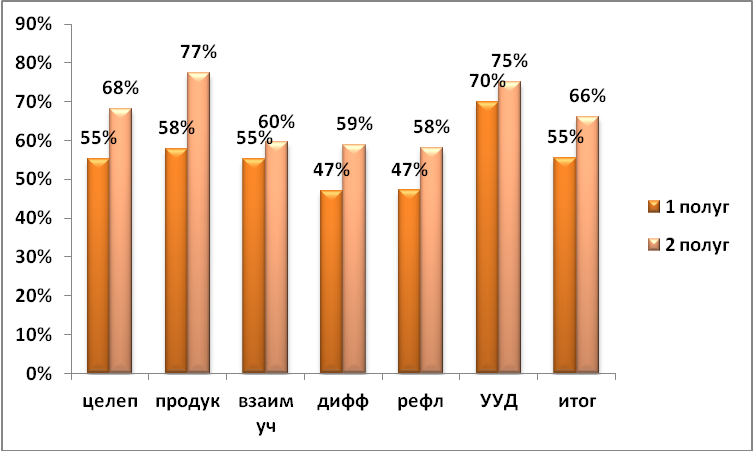 90%
80%
70%
60%
50%
40%
30%
20%
10%
0%
55%
68%
58%
77%
55%
60%
47%
59%
47%
58%
70%
75%
55%
66%
целеп
продук
взаим
уч
дифф
рефл
УУД
итог
1 полуг
2 полуг